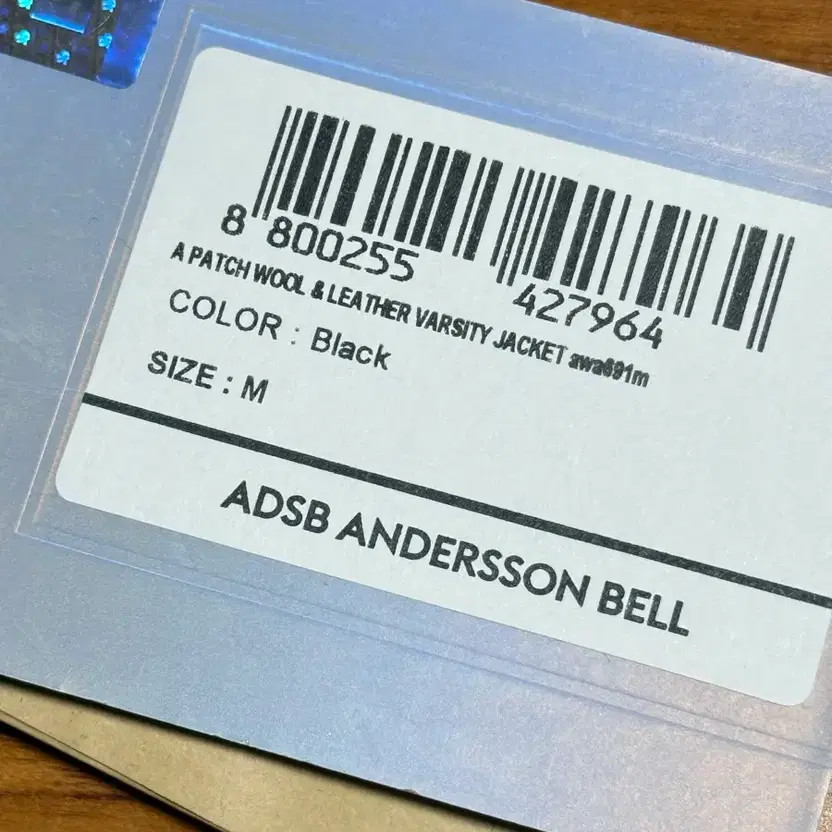 8 800255 427964
A PATCH WOOL & LEATHER VARSITY JACKET awa691m
COLOR : Black
SIZE : M
ADSB ANDERSSON BELL